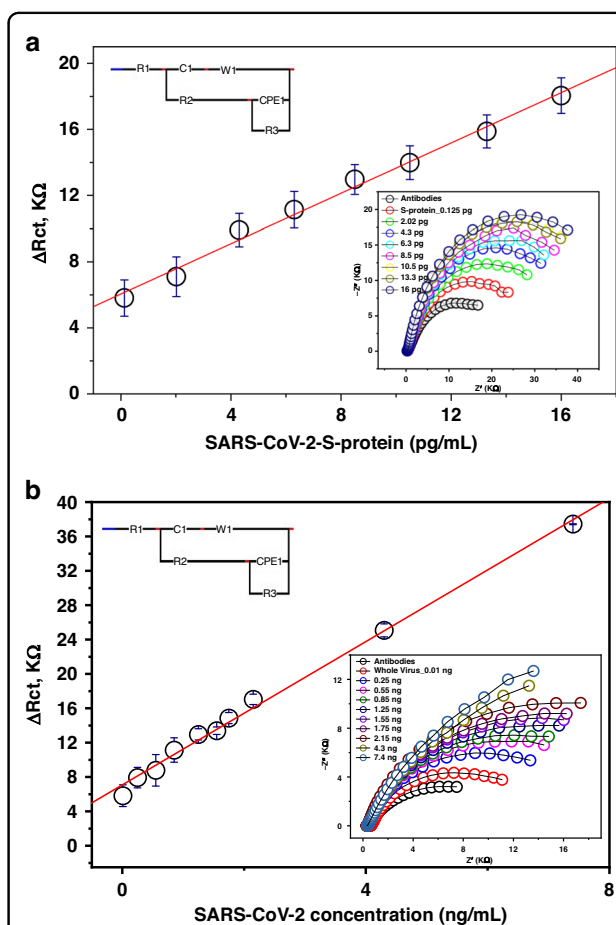 a
20
16
12
8
4
0
ΔRct, KΩ
R1
C1
W1
R2
CPE1
R3
Antibodies
S-protein_0.125 pg
2.02 pg
4.3 pg
6.3 pg
8.5 pg
10.5 pg
13.3 pg
16 pg
20
15
10
5
0
-Z" (KΩ)
0 10 20 30 40
Z' (KΩ)
0 4 8 12 16
SARS-CoV-2-S-protein (pg/mL)
b
40
36
32
28
24
20
16
12
8
4
0
ΔRct, KΩ
R1
C1
W1
R2
CPE1
R3
Antibodies
Whole Virus_0.01 ng
0.25 ng
0.55 ng
0.85 ng
1.25 ng
1.55 ng
1.75 ng
2.15 ng
4.3 ng
7.4 ng
12
8
4
0
-Z" (KΩ)
0 4 8 12 16
Z' (KΩ)
0 4 8
SARS-CoV-2 concentration (ng/mL)